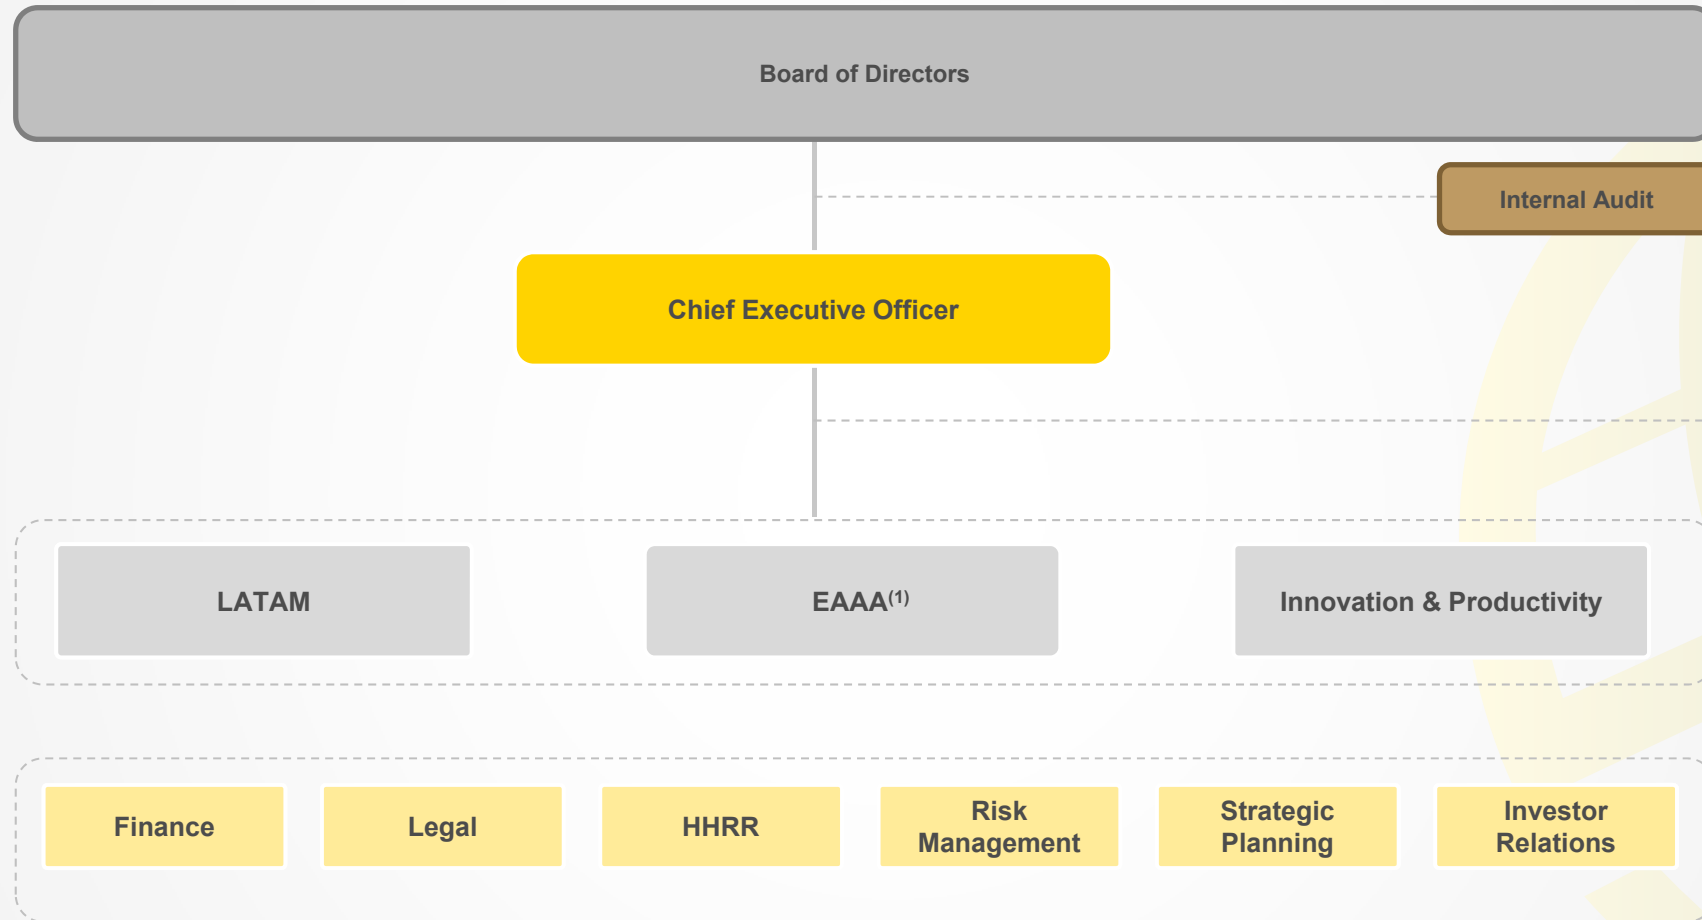 Board of Directors
Internal Audit
Chief Executive Officer
LATAM
EAAA(1)
Innovation & Productivity
Finance
Legal
HHRR
Risk
Management
Strategic
Planning
Investor
Relations